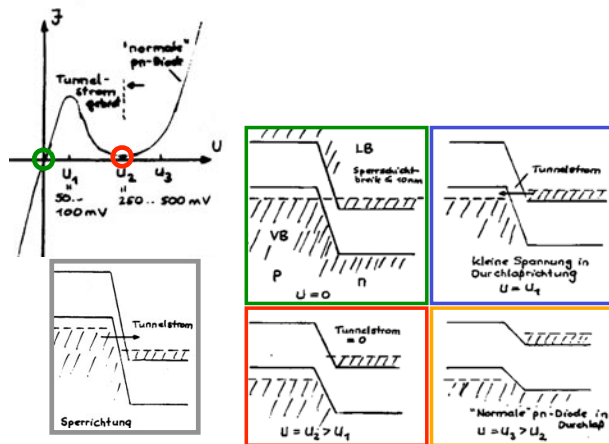 J
"normale"
pn-Diode
Tunnel-
strom
gebiet
U
U₁
U₂
U₃
"
"
50..
100 mV
250 .. 500 mV
LB
Sperrschicht-
breite ≤ 10nm
VB
P
n
U = 0
Tunnelstrom
Kleine Spannung in
Durchlaßrichtung
U = U₁
Tunnelstrom
Sperrichtung
Tunnelstrom
= 0
U = U₂ > U₁
"Normale" pn-Diode in
Durchlaß
U = U₃ > U₂